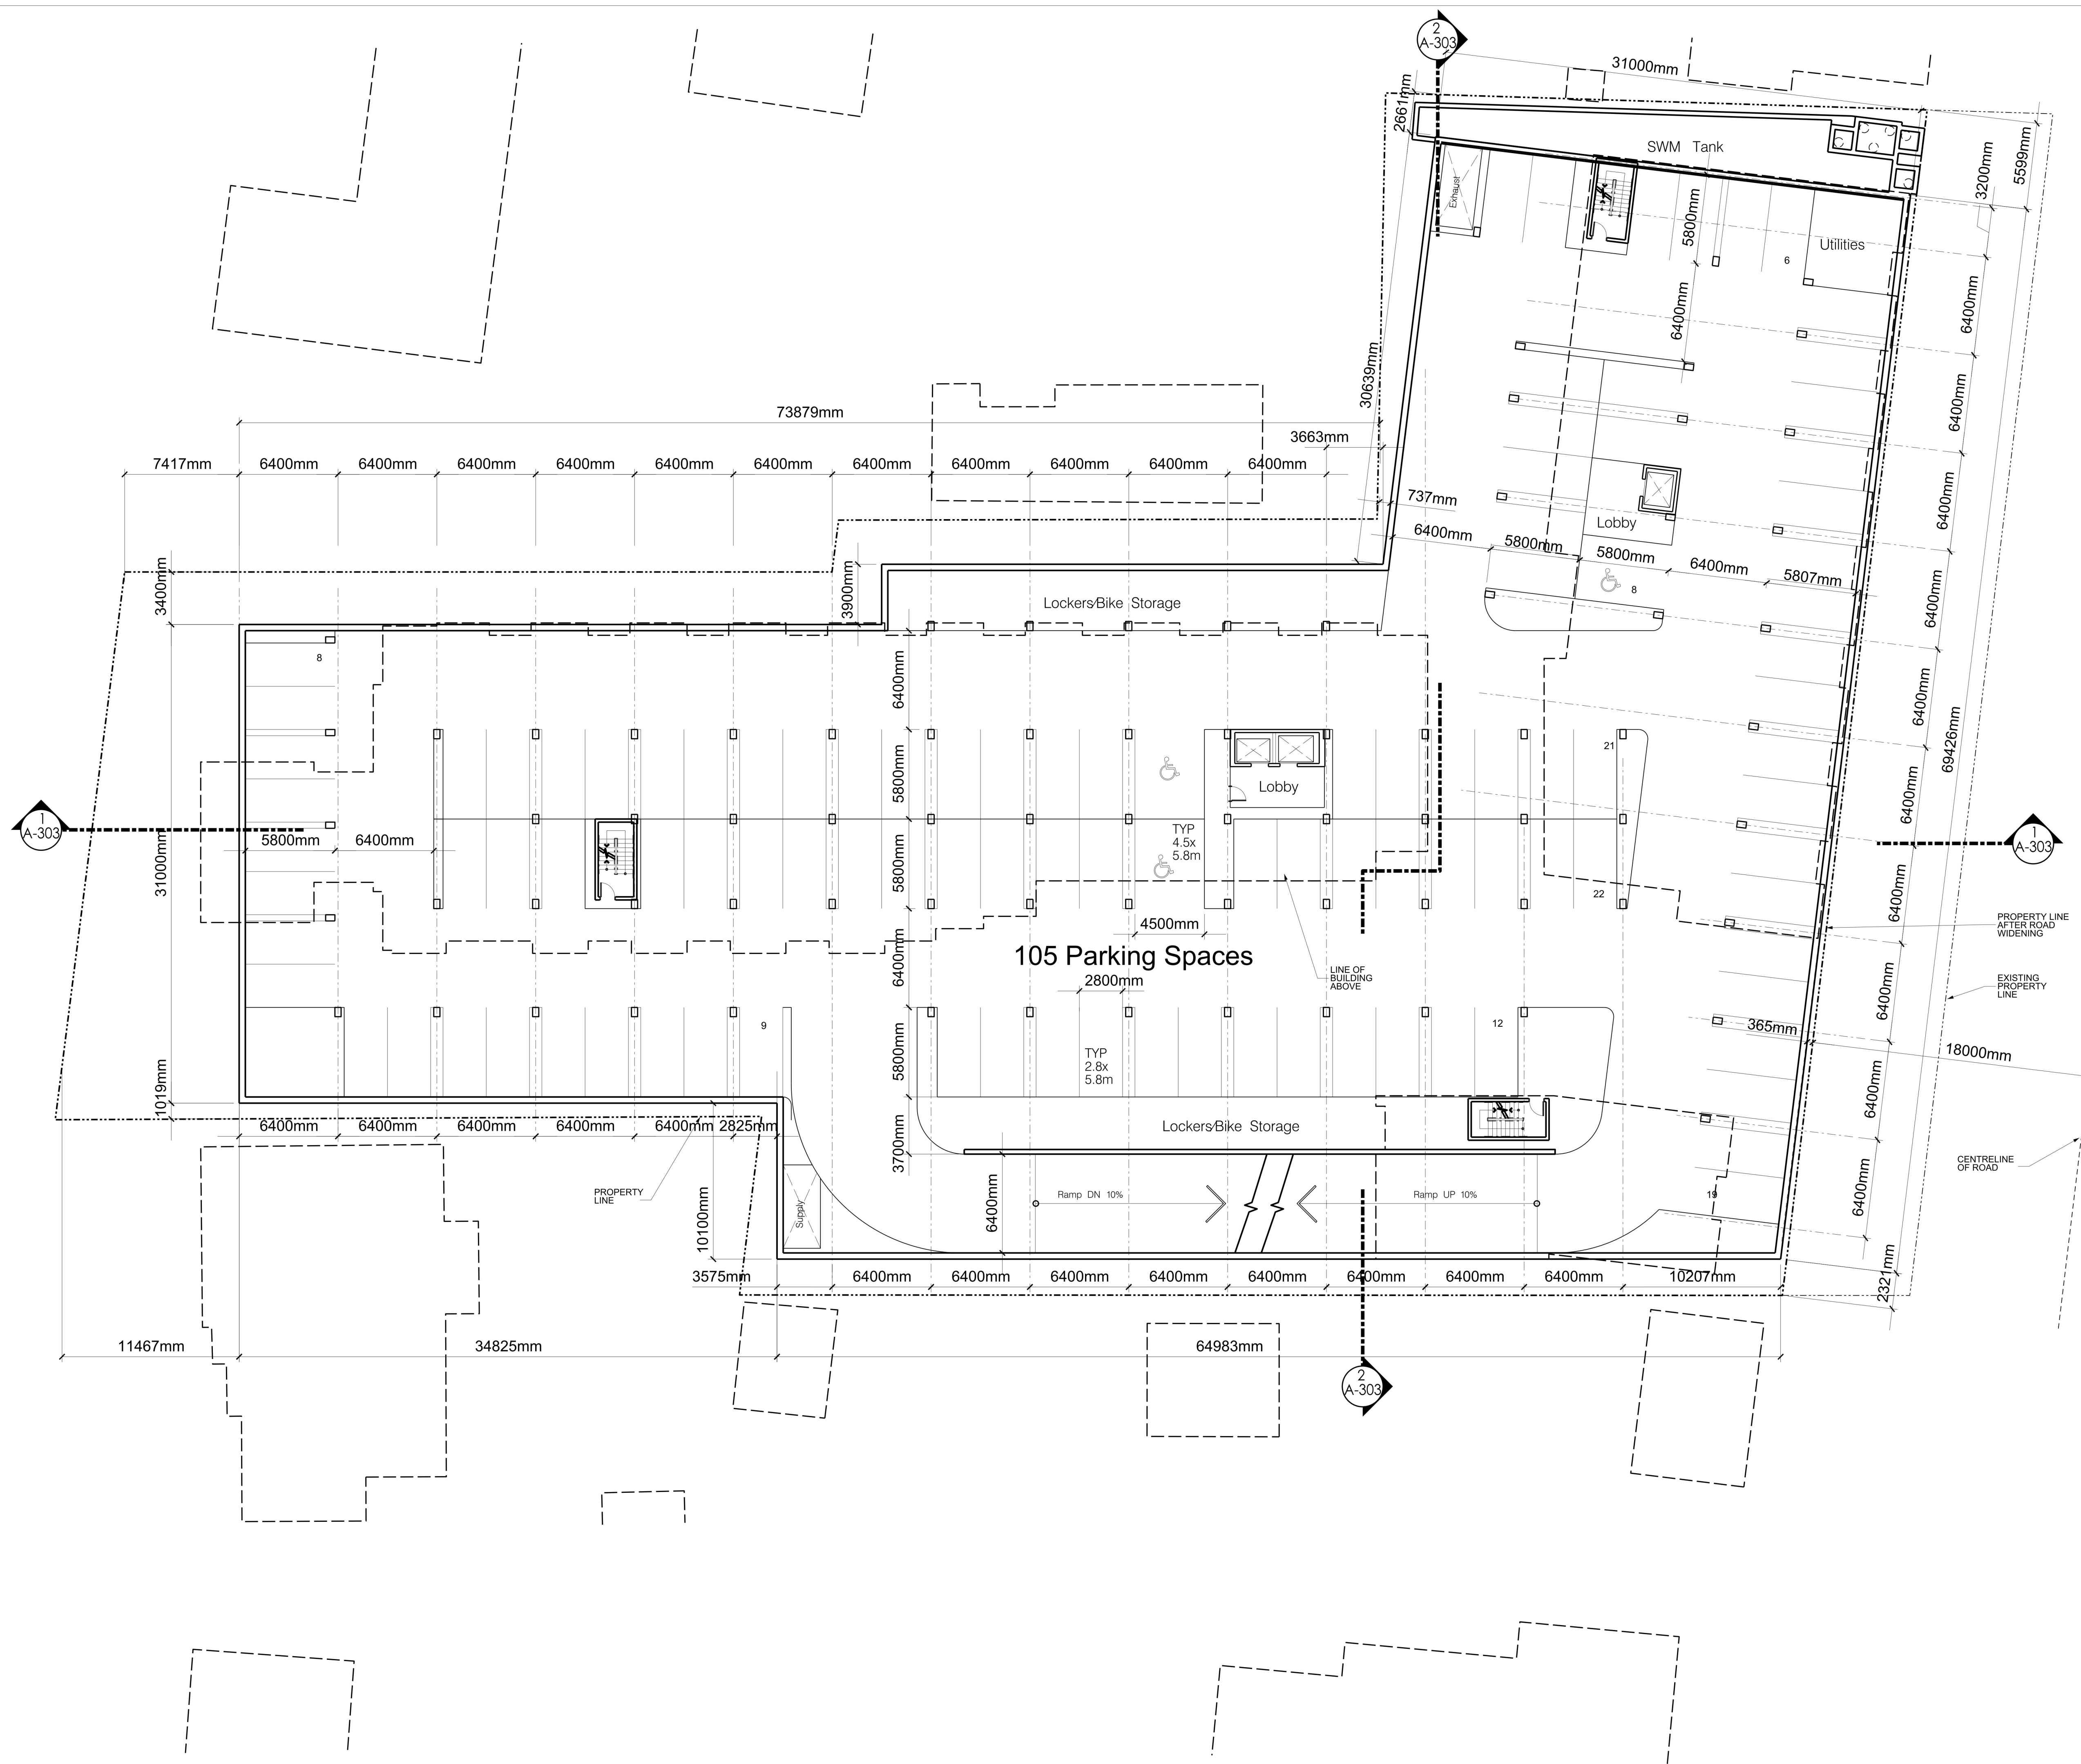 2
A-303
31000mm
2661mm
5599mm
3200mm
SWM Tank
Exhaust
5800mm
Utilities
6
6400mm
6400mm
6400mm
30639mm
73879mm
3663mm
7417mm
6400mm
6400mm
6400mm
6400mm
6400mm
6400mm
6400mm
6400mm
6400mm
6400mm
6400mm
737mm
6400mm
6400mm
5800mm
5800mm
6400mm
5807mm
Lobby
8
6400mm
3400mm
3900mm
Lockers/Bike Storage
8
6400mm
6400mm
69426mm
21
5800mm
Lobby
6400mm
1
A-303
5800mm
6400mm
TYP
4.5x
5.8m
5800mm
1
A-303
31000mm
22
6400mm
4500mm
PROPERTY LINE
AFTER ROAD
WIDENING
105 Parking Spaces
6400mm
LINE OF
BUILDING
ABOVE
2800mm
EXISTING
PROPERTY
LINE
6400mm
9
12
365mm
18000mm
5800mm
TYP
2.8x
5.8m
1019mm
6400mm
6400mm
6400mm
6400mm
6400mm
6400mm
2825mm
Lockers/Bike Storage
3700mm
CENTRELINE
OF ROAD
PROPERTY
LINE
Supply
10100mm
6400mm
Ramp DN 10%
Ramp UP 10%
19
6400mm
3575mm
6400mm
6400mm
6400mm
6400mm
6400mm
6400mm
6400mm
6400mm
10207mm
2321mm
11467mm
34825mm
64983mm
2
A-303